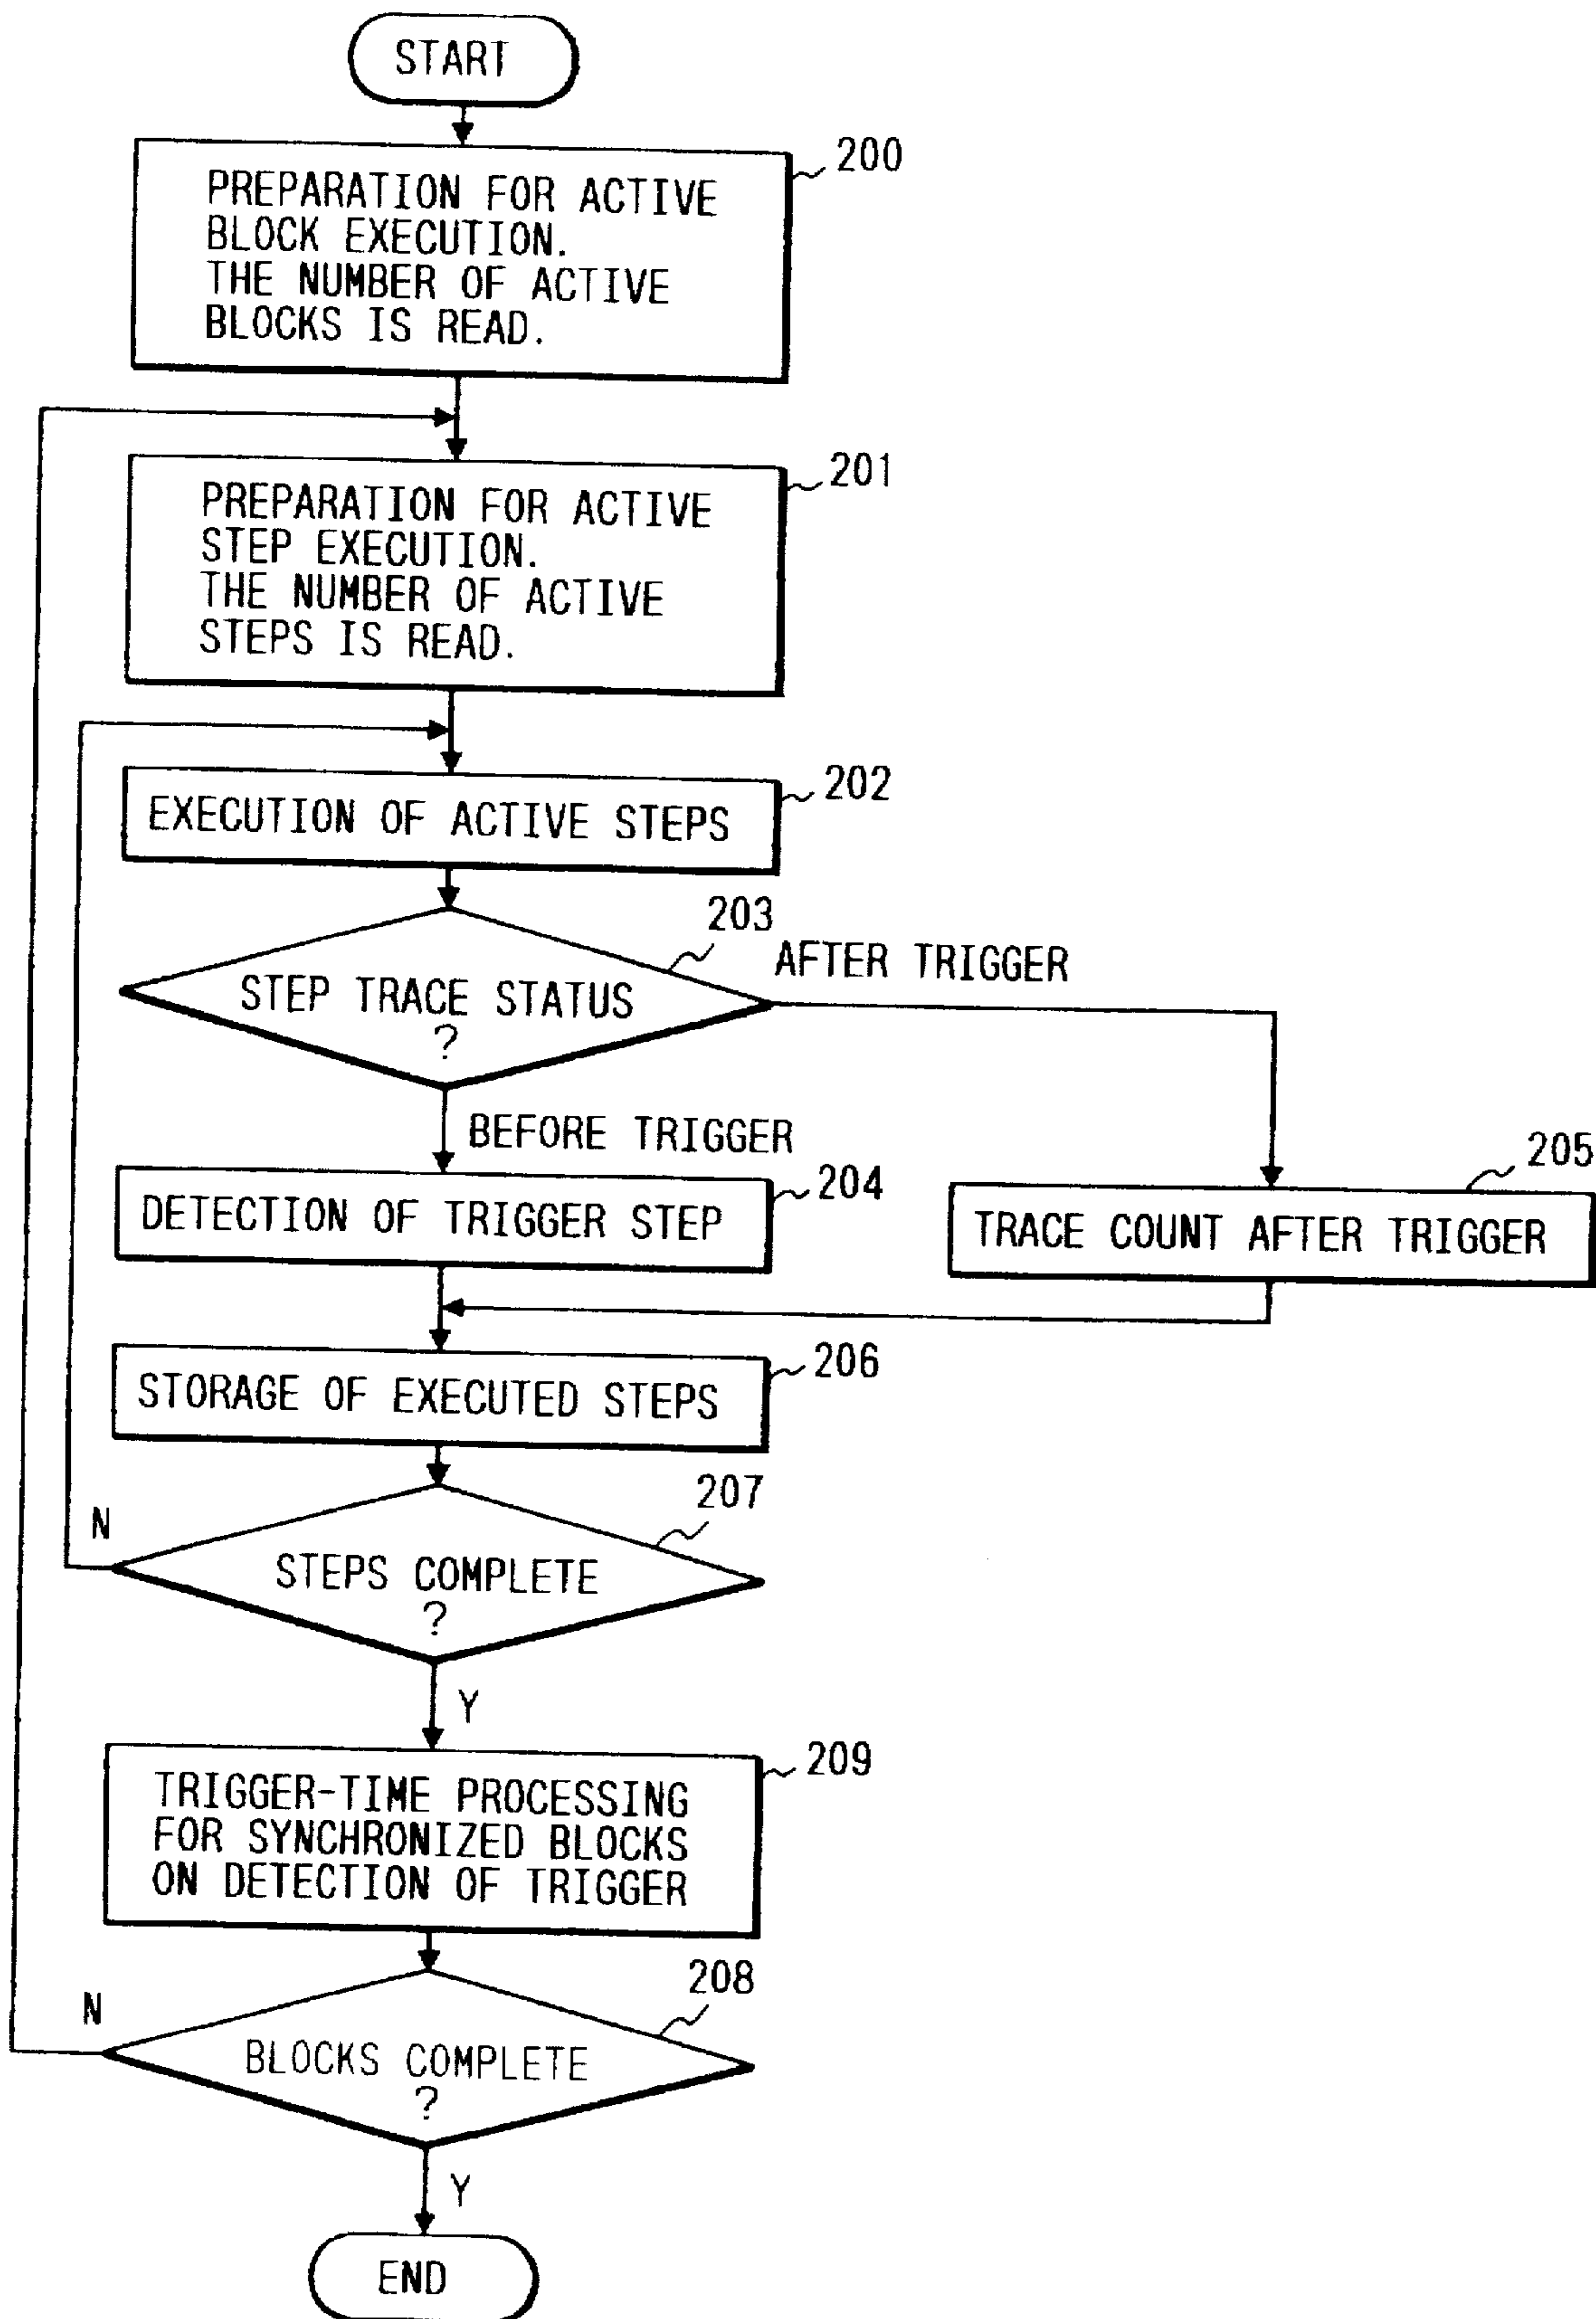 START
200
PREPARATION FOR ACTIVE
BLOCK EXECUTION.
THE NUMBER OF ACTIVE
BLOCKS IS READ.
201
PREPARATION FOR ACTIVE
STEP EXECUTION.
THE NUMBER OF ACTIVE
STEPS IS READ.
202
EXECUTION OF ACTIVE STEPS
203
AFTER TRIGGER
STEP TRACE STATUS
?
BEFORE TRIGGER
204
DETECTION OF TRIGGER STEP
205
TRACE COUNT AFTER TRIGGER
206
STORAGE OF EXECUTED STEPS
207
N
STEPS COMPLETE
?
Y
209
TRIGGER-TIME PROCESSING
FOR SYNCHRONIZED BLOCKS
ON DETECTION OF TRIGGER
208
N
BLOCKS COMPLETE
?
Y
END